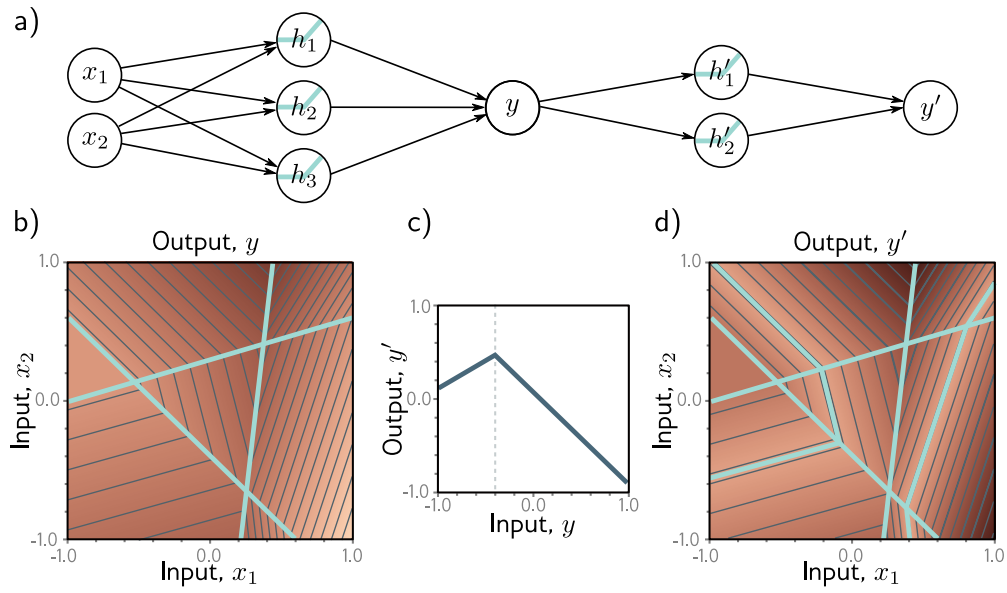 a)
x₁
x₂
h₁
h₂
h₃
y
h′₁
h′₂
y′
b)
Output, y
1.0
0.0
-1.0
Input, x₂
-1.0
0.0
1.0
Input, x₁
c)
1.0
0.0
-1.0
Output, y′
-1.0
0.0
1.0
Input, y
d)
Output, y′
1.0
0.0
-1.0
Input, x₂
-1.0
0.0
1.0
Input, x₁